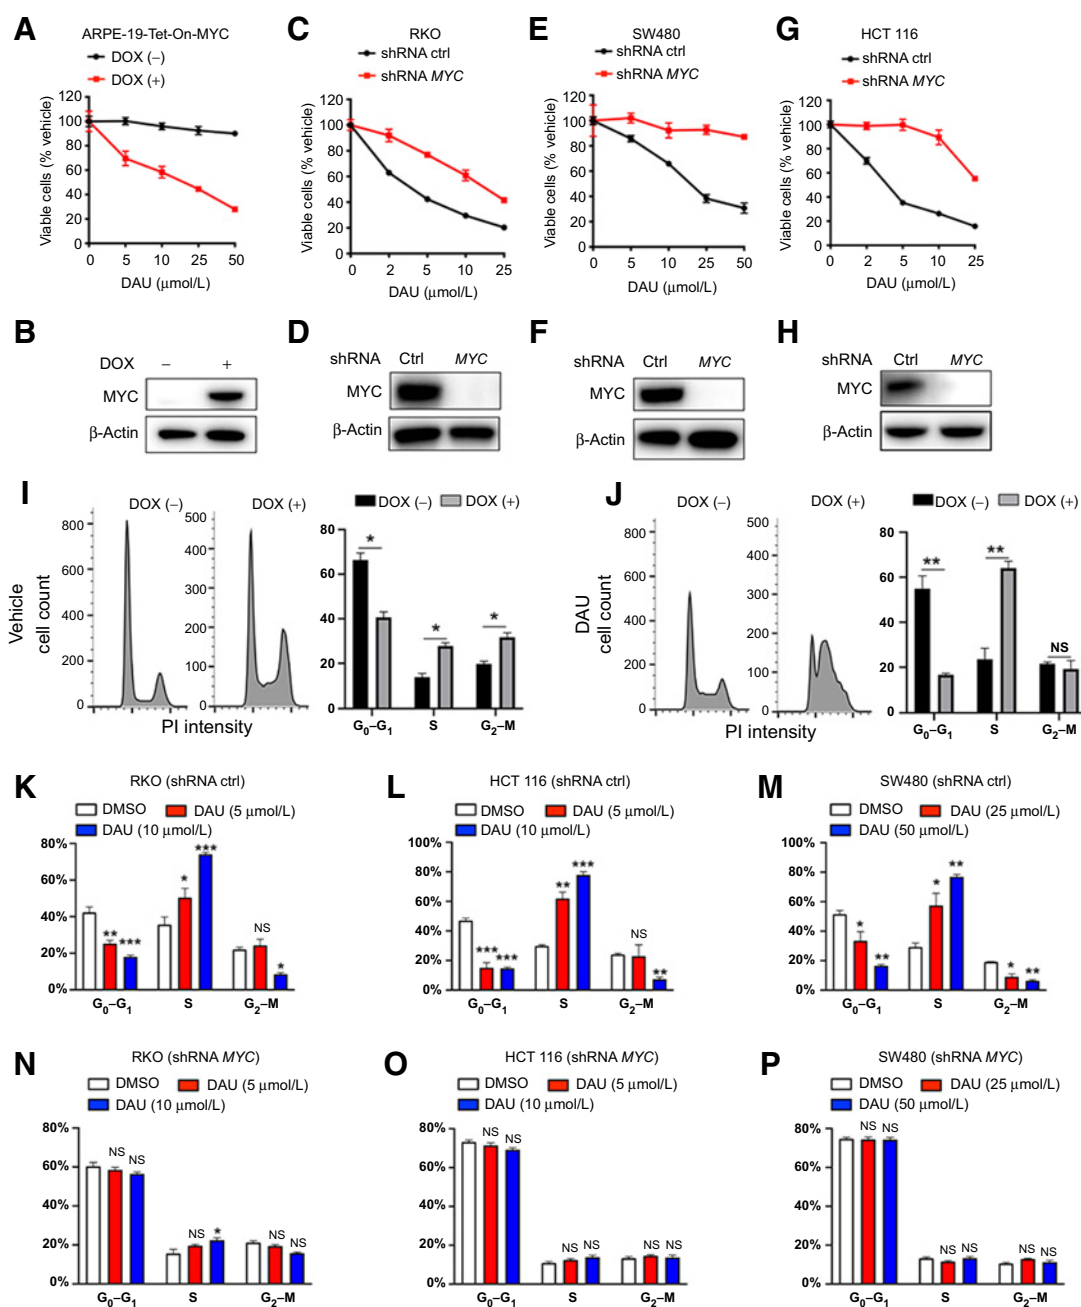 A
ARPE-19-Tet-On-MYC
DOX (−)
DOX (+)
Viable cells (% vehicle)
120
100
80
60
40
20
0
0 5 10 25 50
DAU (μmol/L)
C
RKO
shRNA ctrl
shRNA MYC
Viable cells (% vehicle)
120
100
80
60
40
20
0
0 2 5 10 25
DAU (μmol/L)
E
SW480
shRNA ctrl
shRNA MYC
Viable cells (% vehicle)
120
100
80
60
40
20
0
0 5 10 25 50
DAU (μmol/L)
G
HCT 116
shRNA ctrl
shRNA MYC
Viable cells (% vehicle)
120
100
80
60
40
20
0
0 2 5 10 25
DAU (μmol/L)
B
DOX − +
MYC
β-Actin
D
shRNA Ctrl MYC
MYC
β-Actin
F
shRNA Ctrl MYC
MYC
β-Actin
H
shRNA Ctrl MYC
MYC
β-Actin
I
Vehicle
cell count
DOX (−)
800
600
400
200
0
DOX (+)
500
400
300
200
100
0
PI intensity
DOX (−) DOX (+)
80
60
40
20
0
* * *
G0–G1 S G2–M
J
DAU
cell count
DOX (−)
800
600
400
200
0
DOX (+)
500
400
300
200
100
0
PI intensity
DOX (−) DOX (+)
80
60
40
20
0
** ** NS
G0–G1 S G2–M
K
RKO (shRNA ctrl)
DMSO DAU (5 μmol/L)
DAU (10 μmol/L)
80%
60%
40%
20%
0%
** *** * *** NS *
G0–G1 S G2–M
L
HCT 116 (shRNA ctrl)
DMSO DAU (5 μmol/L)
DAU (10 μmol/L)
100%
80%
60%
40%
20%
0%
*** *** ** *** NS **
G0–G1 S G2–M
M
SW480 (shRNA ctrl)
DMSO DAU (25 μmol/L)
DAU (50 μmol/L)
100%
80%
60%
40%
20%
0%
* ** * ** * **
G0–G1 S G2–M
N
RKO (shRNA MYC)
DMSO DAU (5 μmol/L)
DAU (10 μmol/L)
80%
60%
40%
20%
0%
NS NS NS * NS NS
G0–G1 S G2–M
O
HCT 116 (shRNA MYC)
DMSO DAU (5 μmol/L)
DAU (10 μmol/L)
80%
60%
40%
20%
0%
NS NS NS NS NS NS
G0–G1 S G2–M
P
SW480 (shRNA MYC)
DMSO DAU (25 μmol/L)
DAU (50 μmol/L)
80%
60%
40%
20%
0%
NS NS NS NS NS NS
G0–G1 S G2–M